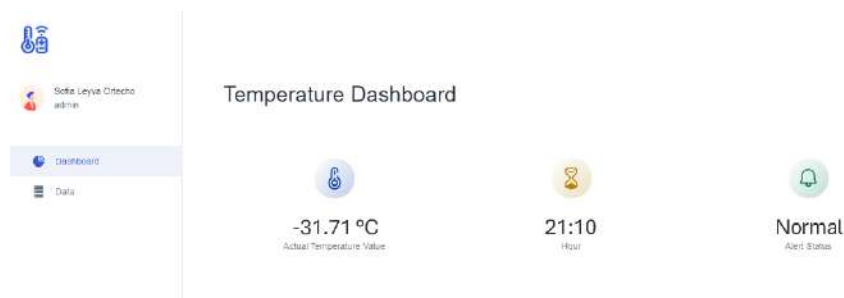 Sofia Leyva Ortecho
admin
Temperature Dashboard
Dashboard
Data
-31.71 ºC
Actual Temperature Value
21:10
Hour
Normal
Alert Status